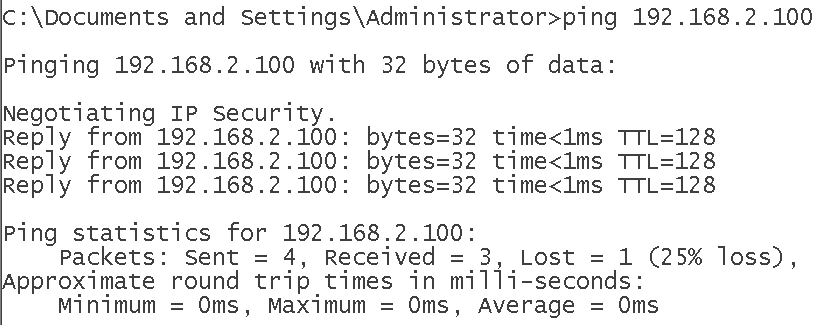 C:\Documents and Settings\Administrator>ping 192.168.2.100
Pinging 192.168.2.100 with 32 bytes of data:
Negotiating IP Security.
Reply from 192.168.2.100: bytes=32 time<1ms TTL=128
Reply from 192.168.2.100: bytes=32 time<1ms TTL=128
Reply from 192.168.2.100: bytes=32 time<1ms TTL=128
Ping statistics for 192.168.2.100:
    Packets: Sent = 4, Received = 3, Lost = 1 (25% loss),
Approximate round trip times in milli-seconds:
    Minimum = 0ms, Maximum = 0ms, Average = 0ms